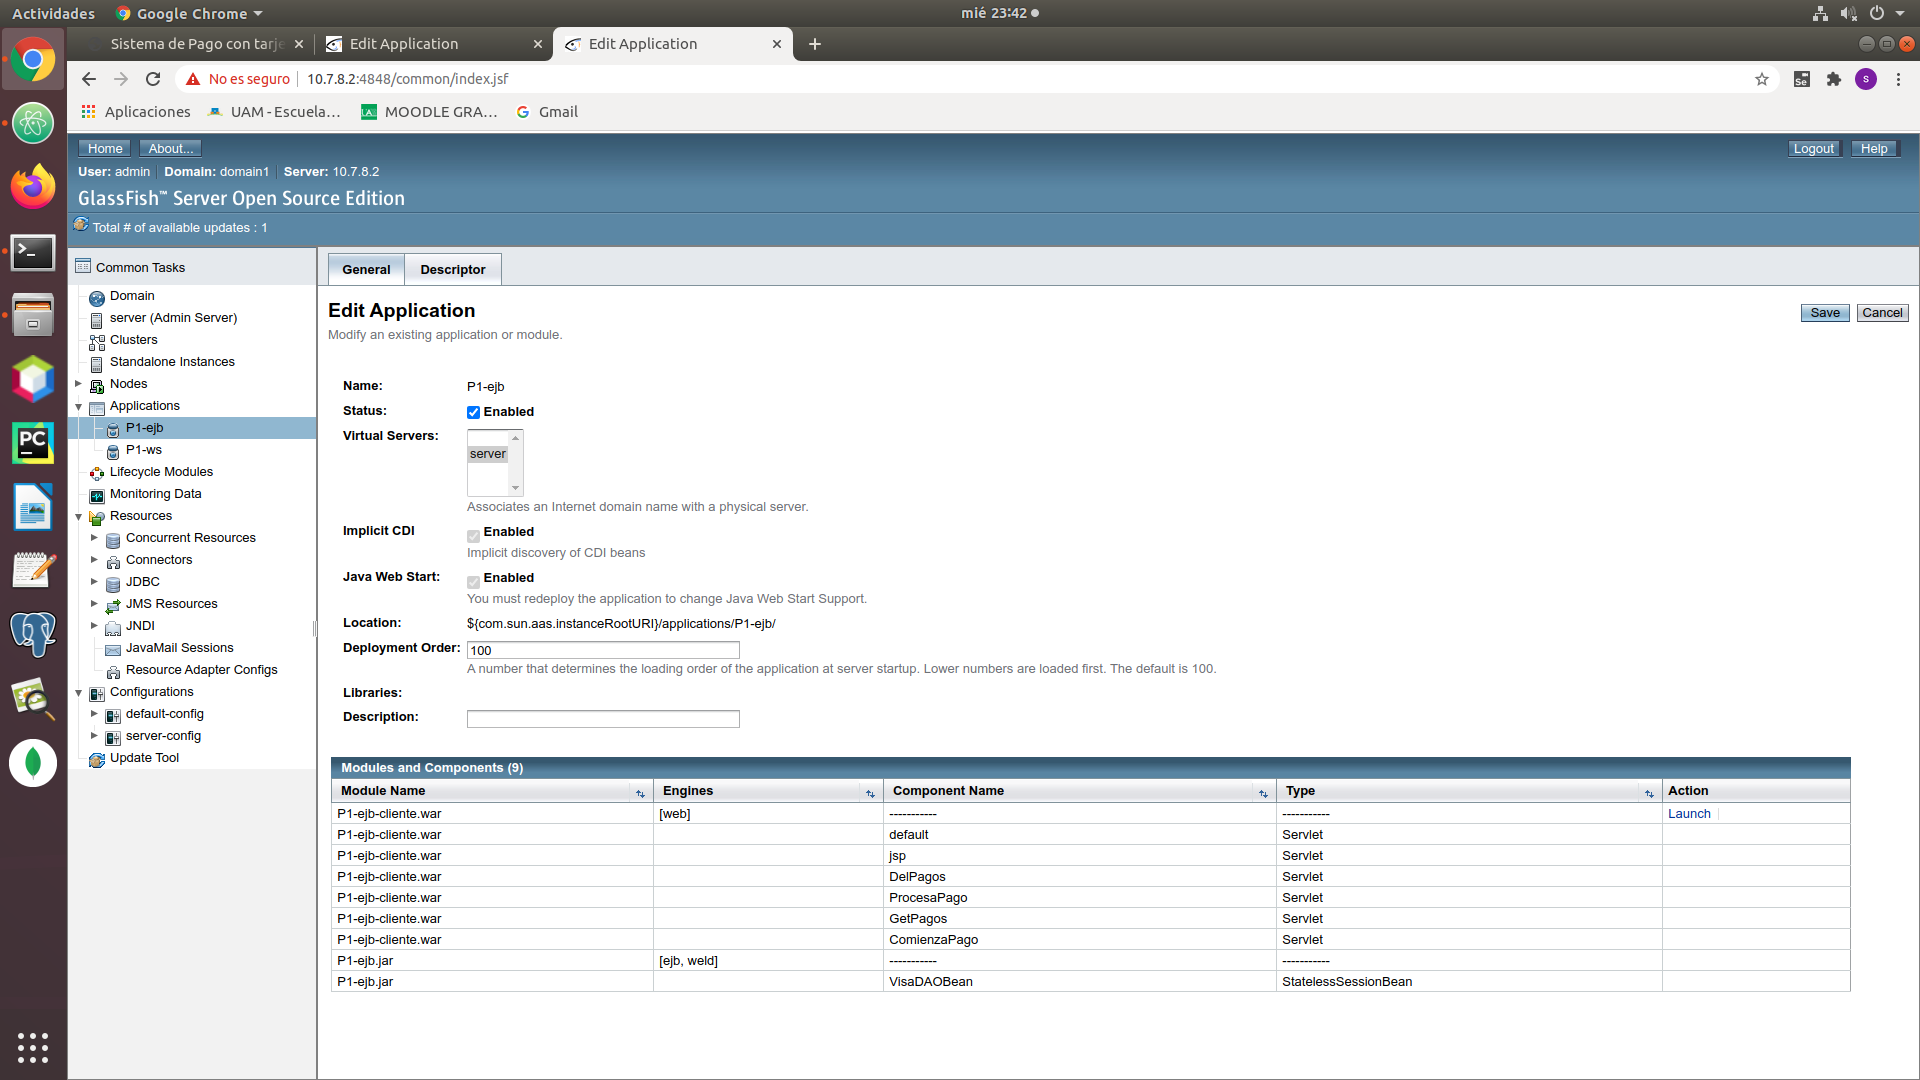 Actividades Google Chrome mié 23:42
Sistema de Pago con tarje Edit Application Edit Application
No es seguro 10.7.8.2:4848/common/index.jsf Se S
Aplicaciones UAM - Escuela... MOODLE GRA... Gmail
Home About... Logout Help
User: admin Domain: domain1 Server: 10.7.8.2
GlassFish™ Server Open Source Edition
Total # of available updates : 1
Common Tasks
Domain
server (Admin Server)
Clusters
Standalone Instances
Nodes
Applications
P1-ejb
P1-ws
Lifecycle Modules
Monitoring Data
Resources
Concurrent Resources
Connectors
JDBC
JMS Resources
JNDI
JavaMail Sessions
Resource Adapter Configs
Configurations
default-config
server-config
Update Tool
PC
General Descriptor
Edit Application
Save Cancel
Modify an existing application or module.
Name: P1-ejb
Status: Enabled
Virtual Servers: server
Associates an Internet domain name with a physical server.
Implicit CDI Enabled
Implicit discovery of CDI beans
Java Web Start: Enabled
You must redeploy the application to change Java Web Start Support.
Location: ${com.sun.aas.instanceRootURI}/applications/P1-ejb/
Deployment Order: 100
A number that determines the loading order of the application at server startup. Lower numbers are loaded first. The default is 100.
Libraries:
Description:
Modules and Components (9)
Module Name Engines Component Name Type Action
P1-ejb-cliente.war [web] ----------- ----------- Launch
P1-ejb-cliente.war default Servlet
P1-ejb-cliente.war jsp Servlet
P1-ejb-cliente.war DelPagos Servlet
P1-ejb-cliente.war ProcesaPago Servlet
P1-ejb-cliente.war GetPagos Servlet
P1-ejb-cliente.war ComienzaPago Servlet
P1-ejb.jar [ejb, weld] ----------- -----------
P1-ejb.jar VisaDAOBean StatelessSessionBean